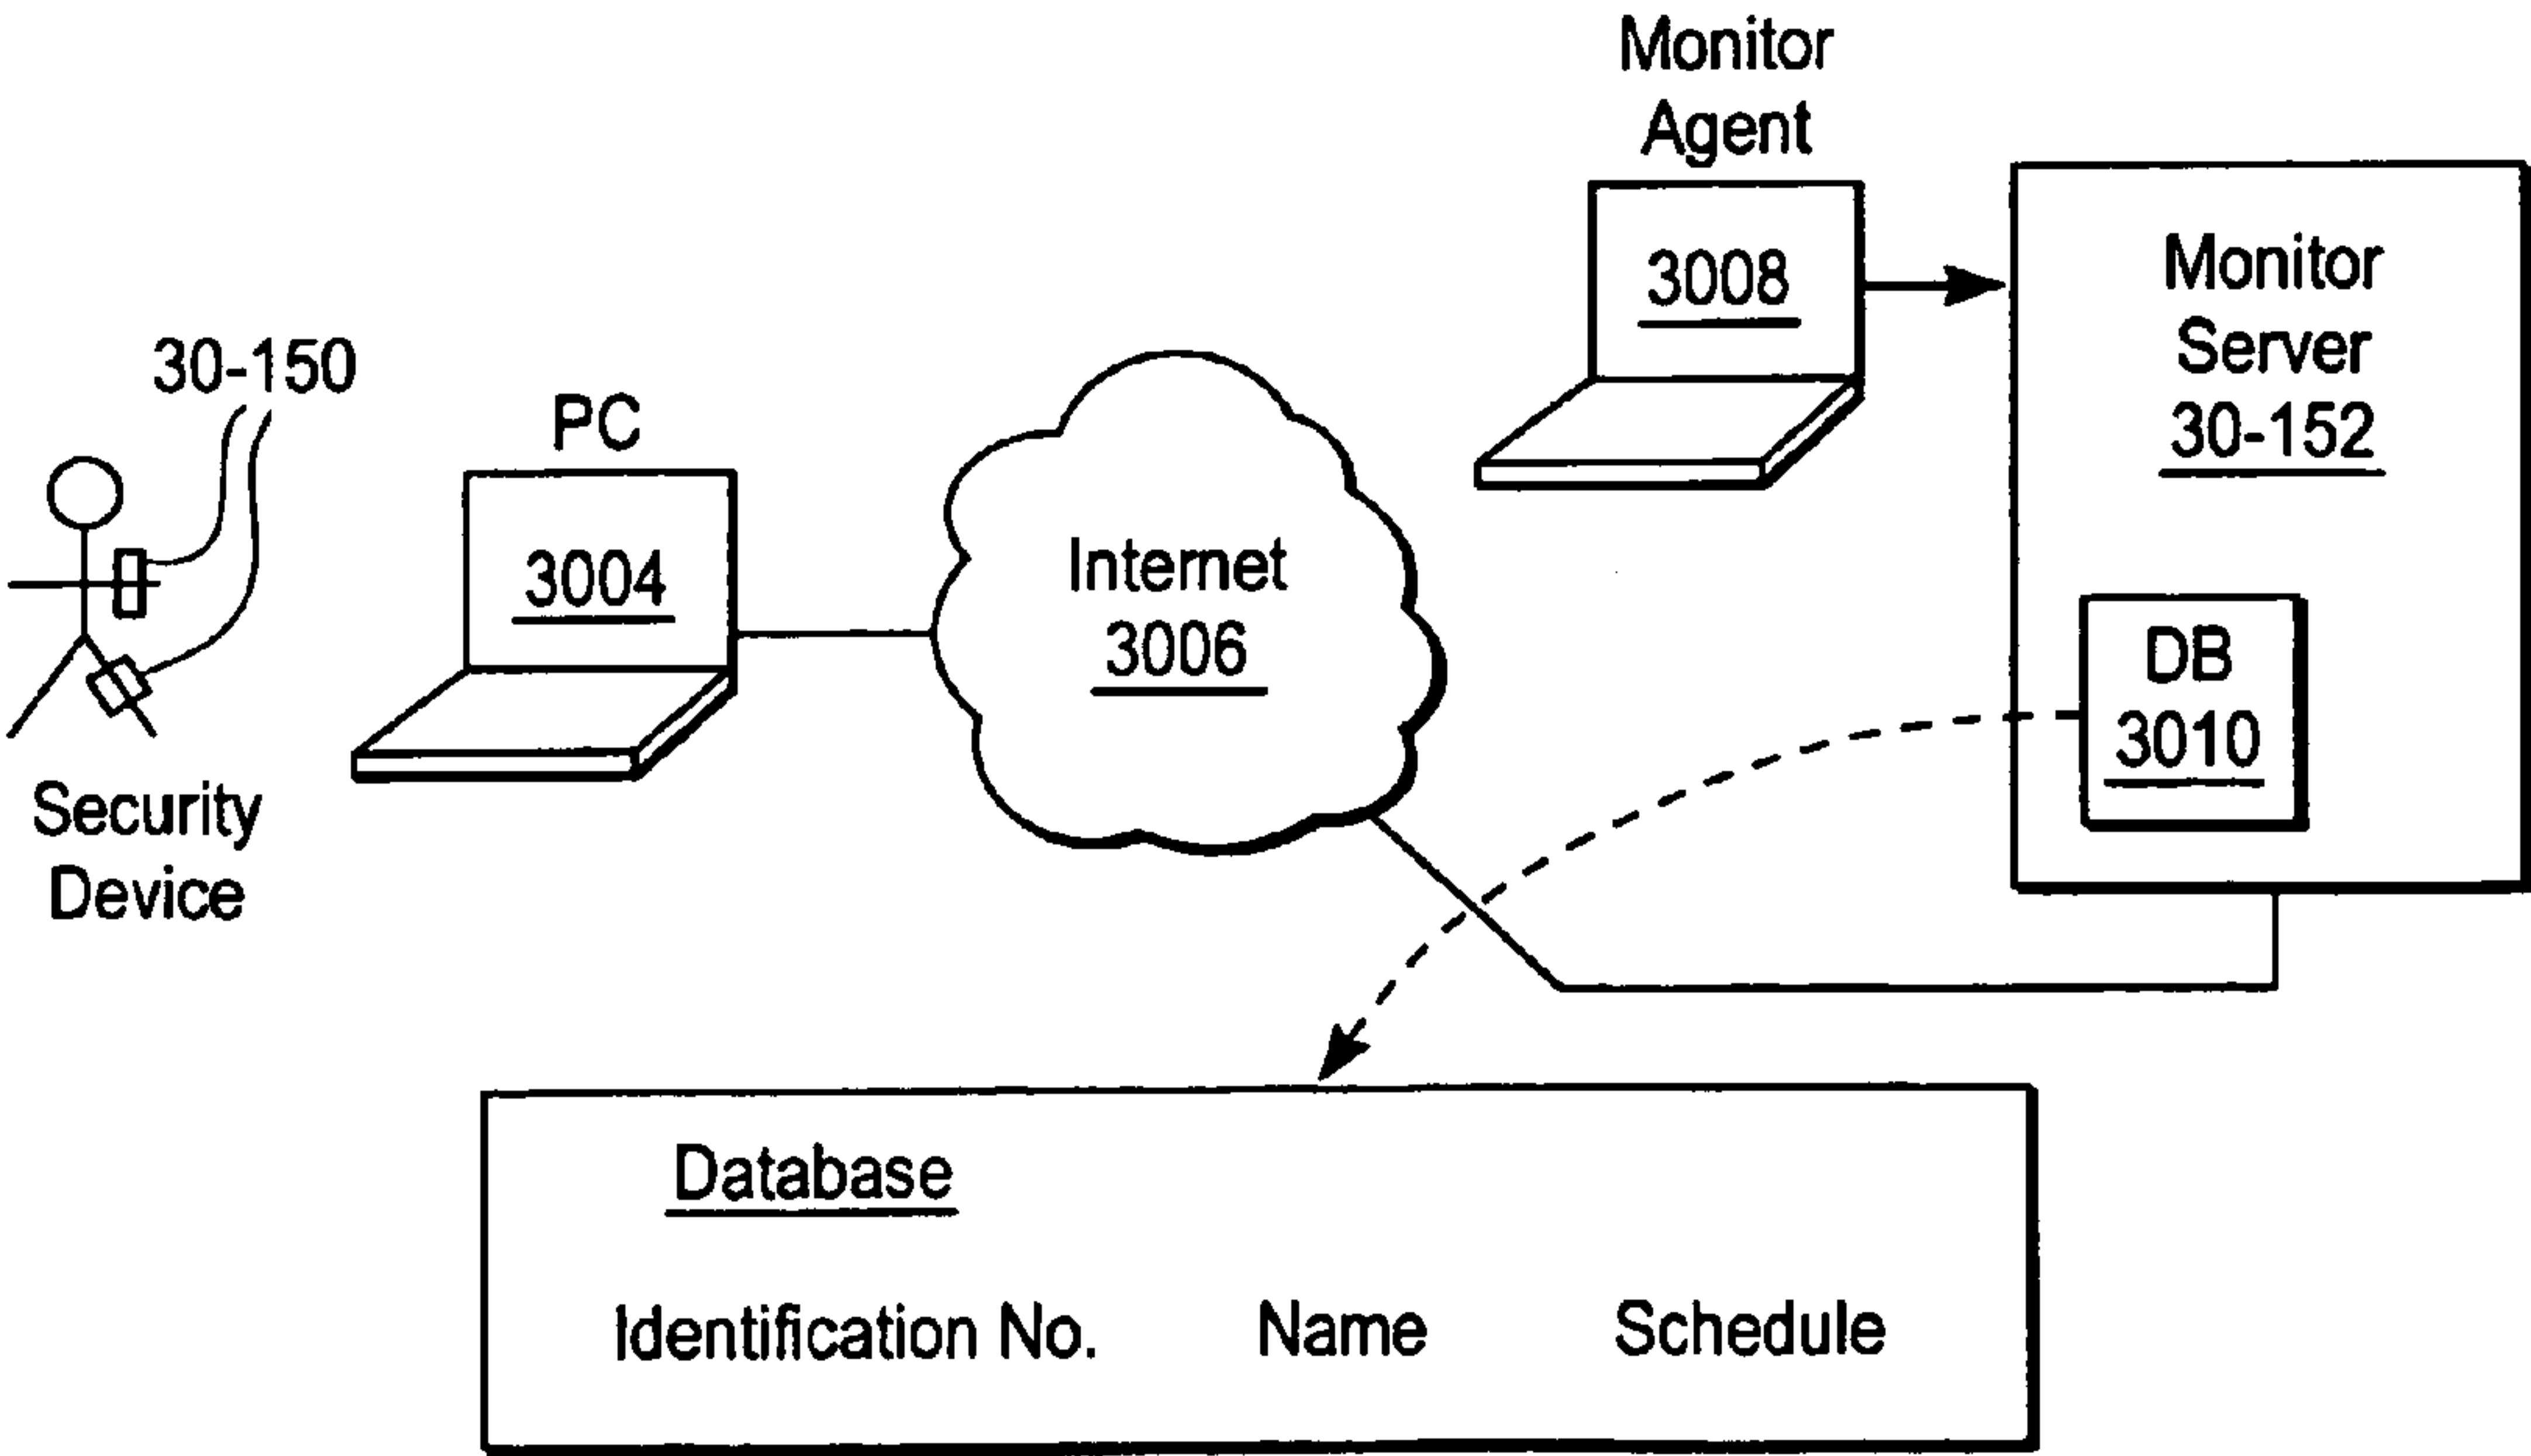 Monitor
Agent
3008
Monitor
Server
30-152
30-150
PC
3004
Internet
3006
DB
3010
Security
Device
Database
Identification No. Name Schedule